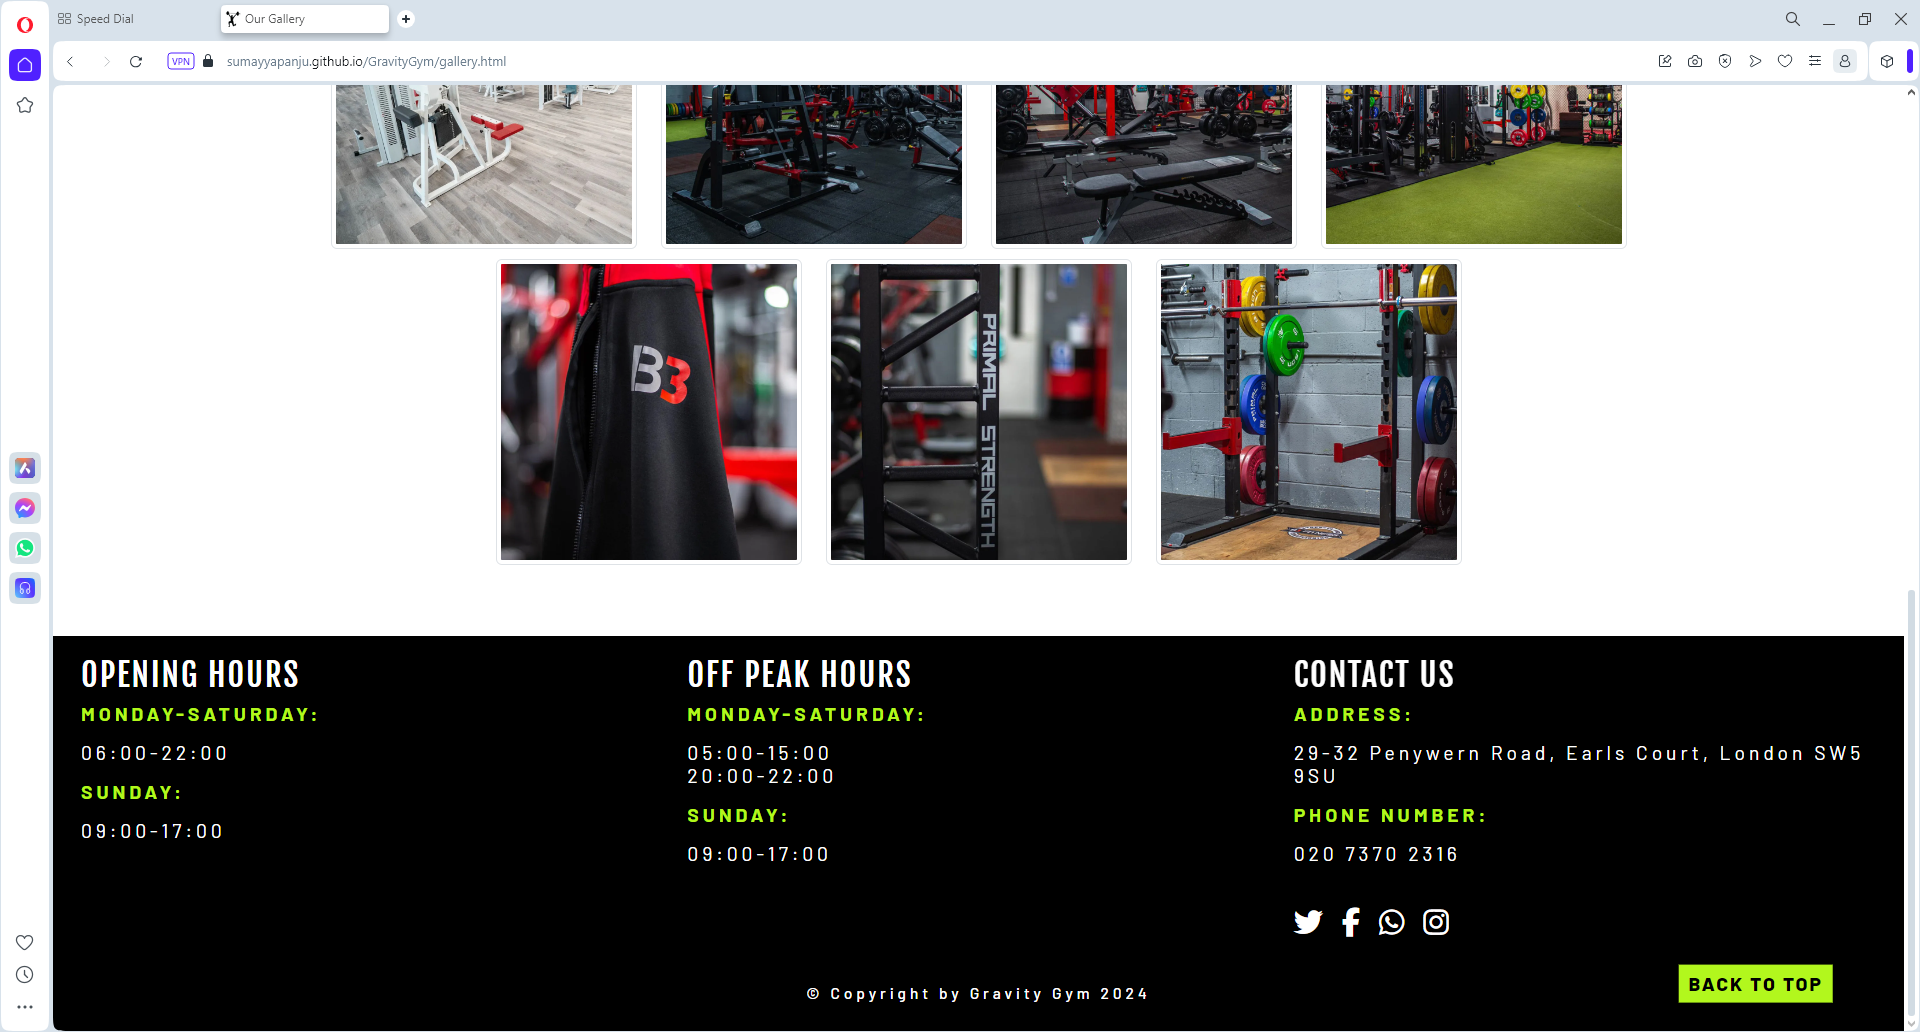 Speed Dial
Our Gallery
VPN
sumayyapanju.github.io/GravityGym/gallery.html
B3
PRIMAL STRENGTH
OPENING HOURS
MONDAY-SATURDAY:
06:00-22:00
SUNDAY:
09:00-17:00
OFF PEAK HOURS
MONDAY-SATURDAY:
05:00-15:00
20:00-22:00
SUNDAY:
09:00-17:00
CONTACT US
ADDRESS:
29-32 Penywern Road, Earls Court, London SW5
9SU
PHONE NUMBER:
020 7370 2316
© Copyright by Gravity Gym 2024
BACK TO TOP